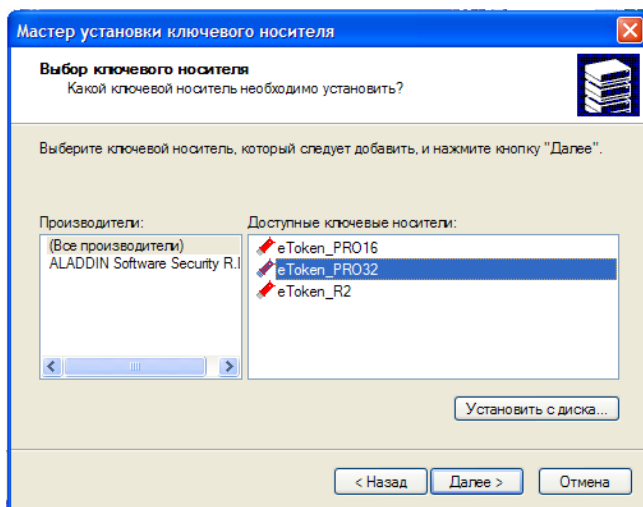 Мастер установки ключевого носителя
Выбор ключевого носителя
Какой ключевой носитель необходимо установить?
Выберите ключевой носитель, который следует добавить, и нажмите кнопку "Далее".
Производители:
(Все производители)
ALADDIN Software Security R.
Доступные ключевые носители:
eToken_PRO16
eToken_PRO32
eToken_R2
Установить с диска...
< Назад
Далее >
Отмена